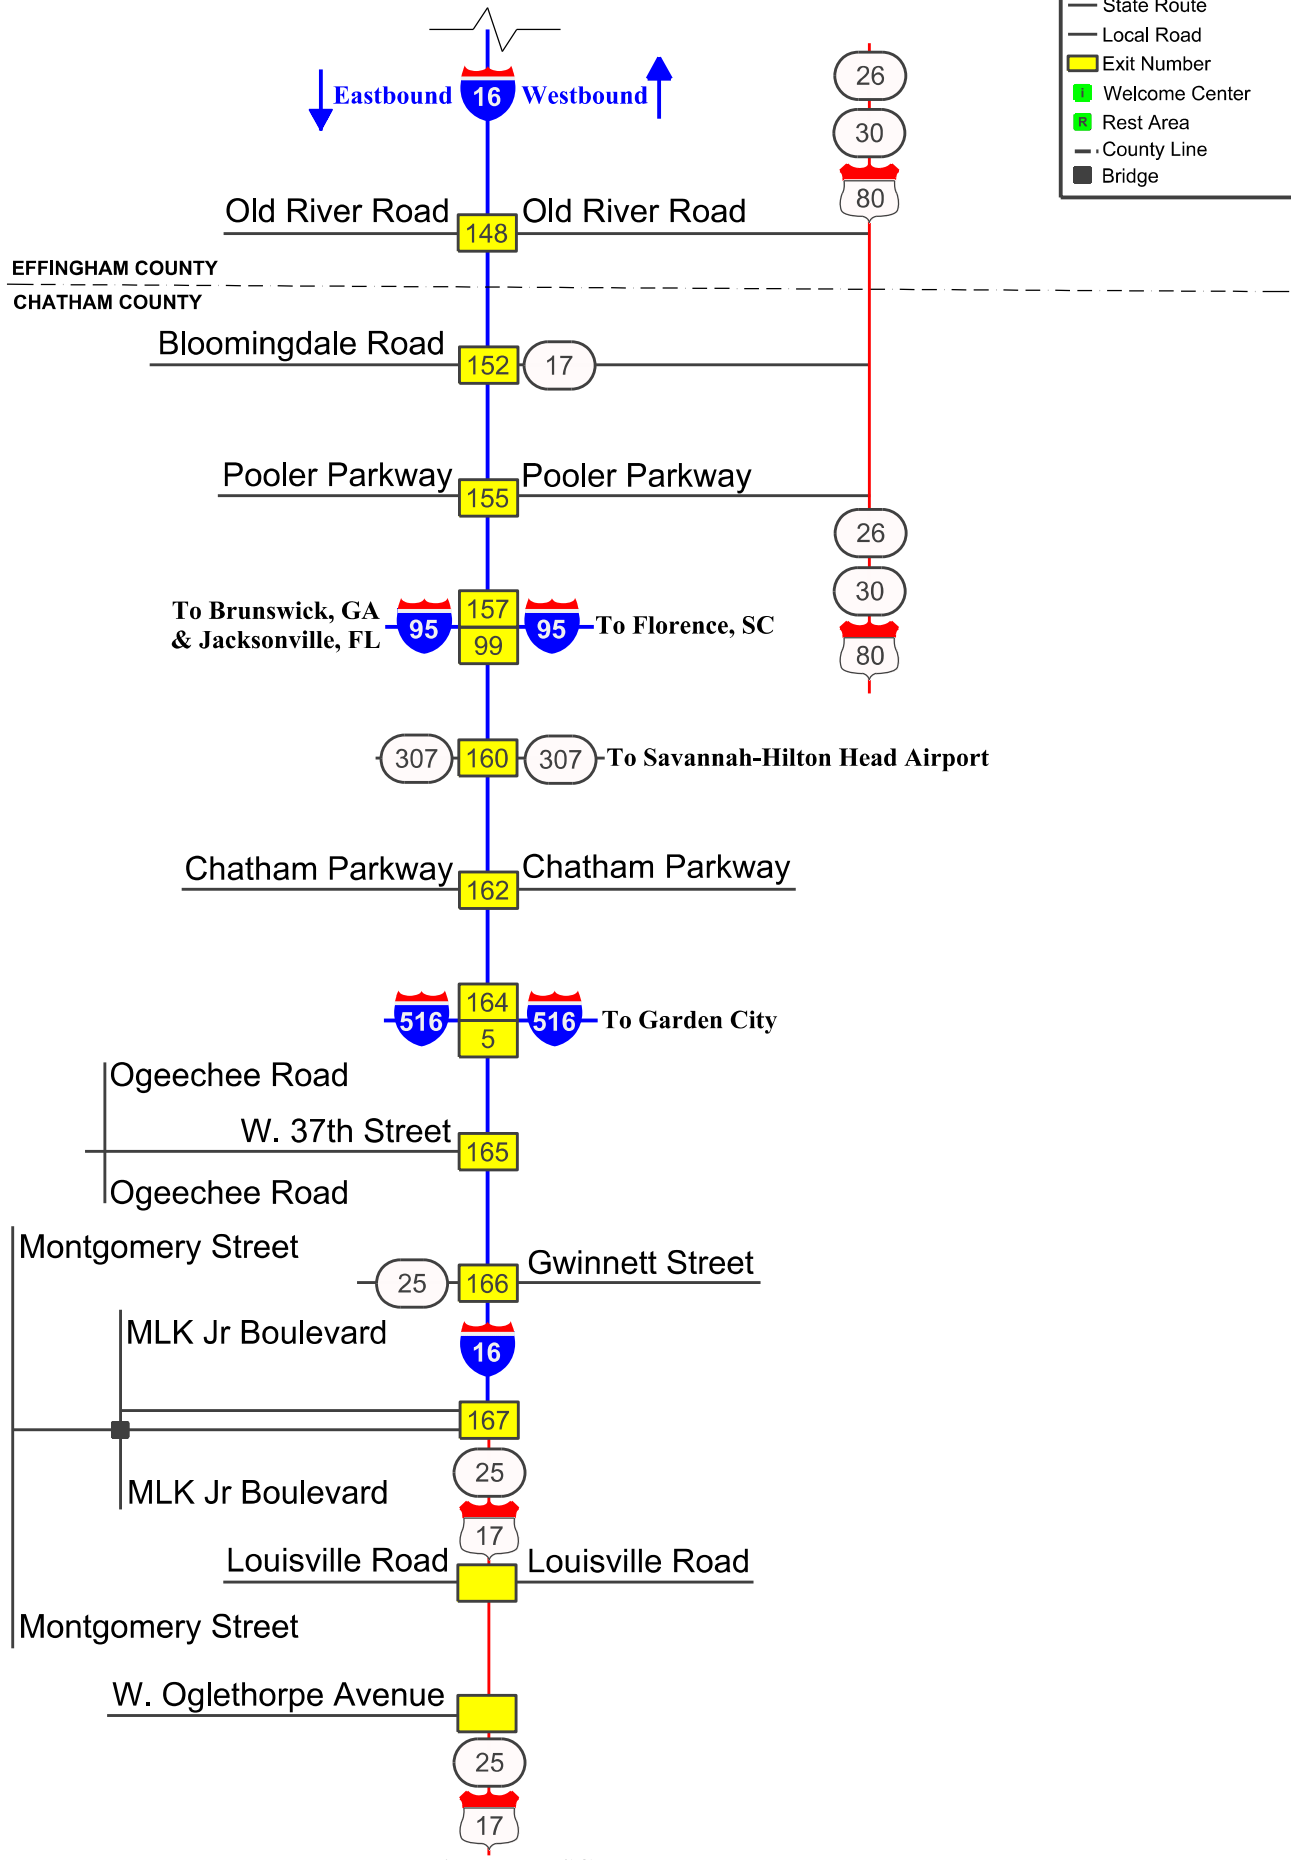 State Route
Local Road
Exit Number
i Welcome Center
R Rest Area
County Line
Bridge
Eastbound 16 Westbound
26
30
80
Old River Road 148 Old River Road
EFFINGHAM COUNTY
CHATHAM COUNTY
Bloomingdale Road 152 17
Pooler Parkway 155 Pooler Parkway
26
30
80
To Brunswick, GA
& Jacksonville, FL
95 157 95 To Florence, SC
99
307 160 307 To Savannah-Hilton Head Airport
Chatham Parkway 162 Chatham Parkway
516 164 516 To Garden City
5
Ogeechee Road
W. 37th Street 165
Ogeechee Road
Montgomery Street
25 166 Gwinnett Street
MLK Jr Boulevard
16
167
25
MLK Jr Boulevard
17
Louisville Road Louisville Road
Montgomery Street
W. Oglethorpe Avenue
25
17